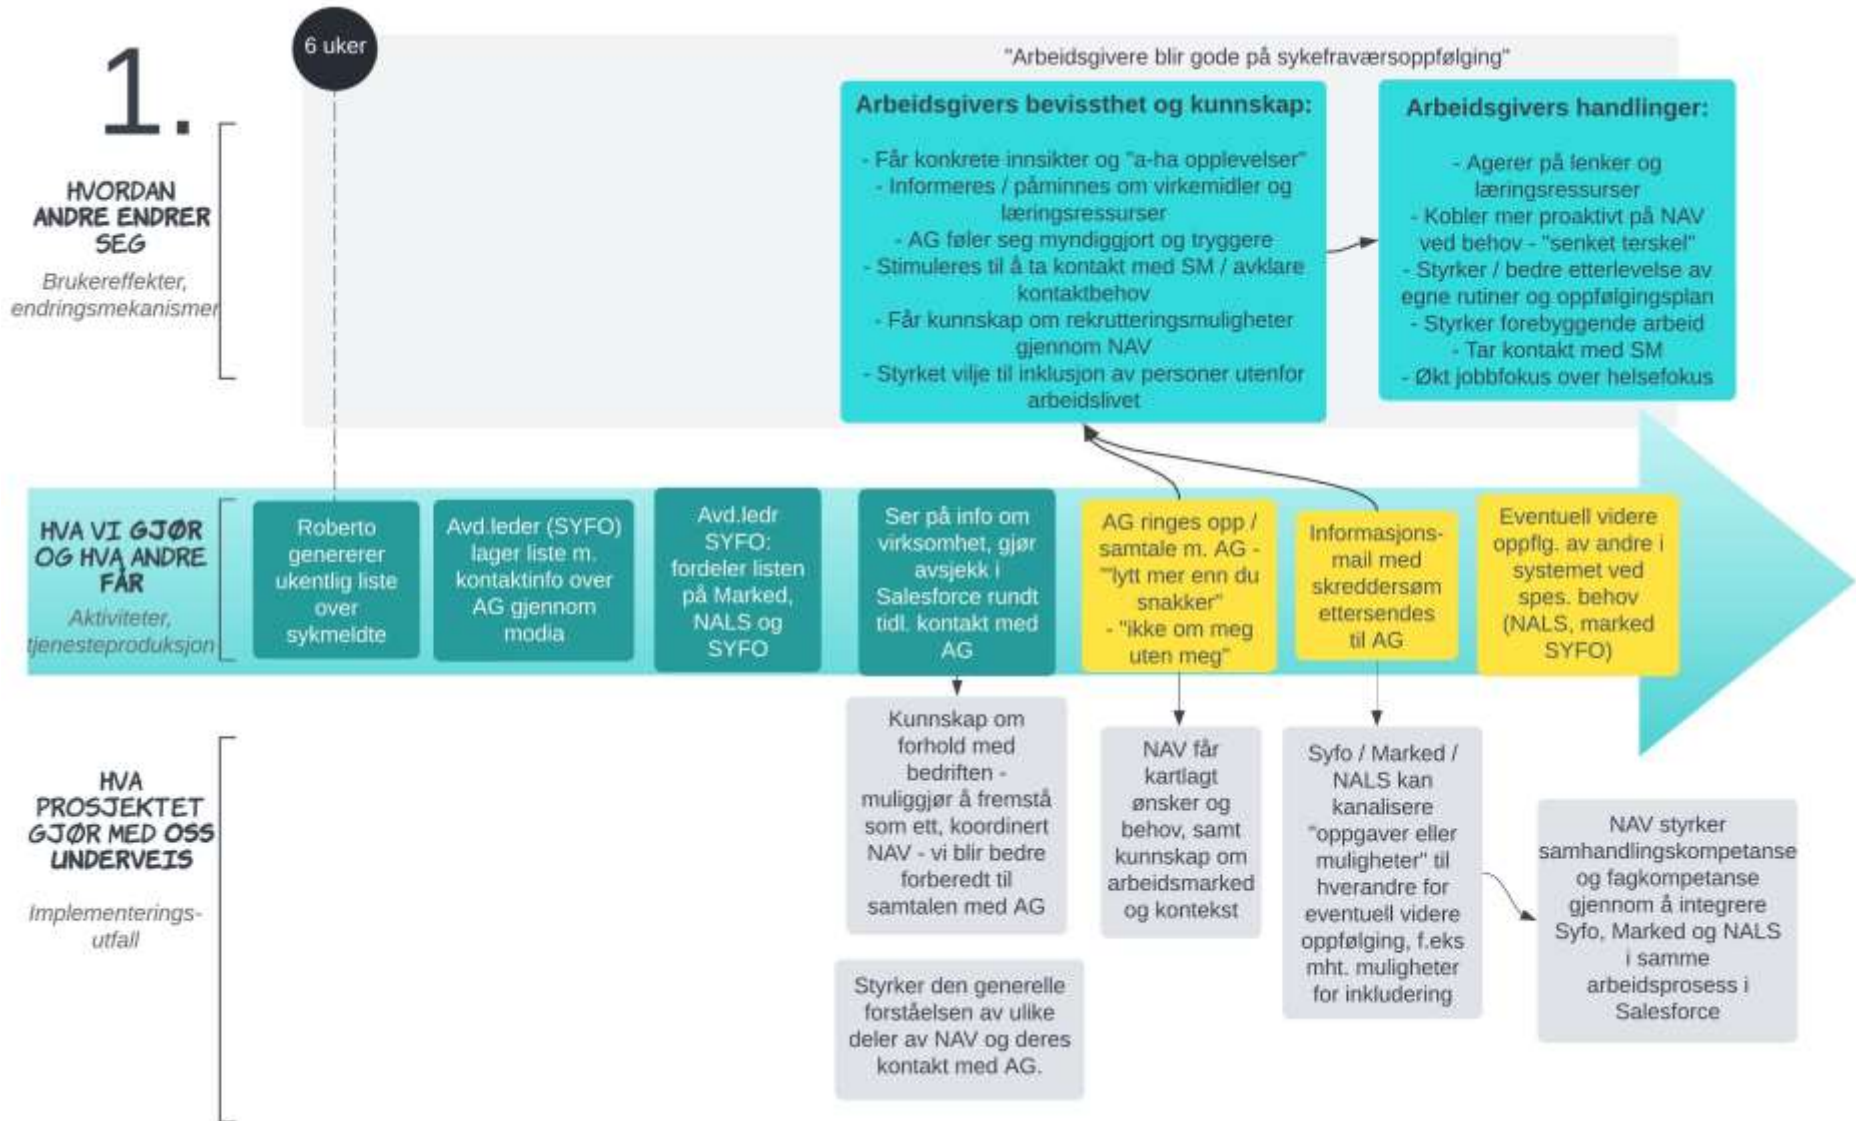 1.
6 uker
"Arbeidsgivere blir gode på sykefraværsoppfølging"
HVORDAN
ANDRE ENDRER
SEG
Brukereffekter,
endringsmekanismer
Arbeidsgivers bevissthet og kunnskap:
- Får konkrete innsikter og "a-ha opplevelser"
- Informeres / påminnes om virkemidler og
læringsressurser
- AG føler seg myndiggjort og tryggere
- Stimuleres til å ta kontakt med SM / avklare
kontaktbehov
- Får kunnskap om rekrutteringsmuligheter
gjennom NAV
- Styrket vilje til inklusjon av personer utenfor
arbeidslivet
Arbeidsgivers handlinger:
- Agerer på lenker og
læringsressurser
- Kobler mer proaktivt på NAV
ved behov - "senket terskel"
- Styrker / bedre etterlevelse av
egne rutiner og oppfølgingsplan
- Styrker forebyggende arbeid
- Tar kontakt med SM
- Økt jobbfokus over helsefokus
HVA VI GJØR
OG HVA ANDRE
FÅR
Aktiviteter,
tjenesteproduksjon
Roberto
genererer
ukentlig liste
over
sykmeldte
Avd.leder (SYFO)
lager liste m.
kontaktinfo over
AG gjennom
modia
Avd.ledr
SYFO:
fordeler listen
på Marked,
NALS og
SYFO
Ser på info om
virksomhet, gjør
avsjekk i
Salesforce rundt
tidl. kontakt med
AG
AG ringes opp /
samtale m. AG -
'"lytt mer enn du
snakker"
- "ikke om meg
uten meg"
Informasjons-
mail med
skreddersøm
ettersendes
til AG
Eventuell videre
oppflg. av andre i
systemet ved
spes. behov
(NALS, marked
SYFO)
HVA
PROSJEKTET
GJØR MED OSS
UNDERVEIS
Implementerings-
utfall
Kunnskap om
forhold med
bedriften -
muliggjør å fremstå
som ett, koordinert
NAV - vi blir bedre
forberedt til
samtalen med AG
Styrker den generelle
forståelsen av ulike
deler av NAV og deres
kontakt med AG.
NAV får
kartlagt
ønsker og
behov, samt
kunnskap om
arbeidsmarked
og kontekst
Syfo / Marked /
NALS kan
kanalisere
"oppgaver eller
muligheter" til
hverandre for
eventuell videre
oppfølging, f.eks
mht. muligheter
for inkludering
NAV styrker
samhandlingskompetanse
og fagkompetanse
gjennom å integrere
Syfo, Marked og NALS
i samme
arbeidsprosess i
Salesforce